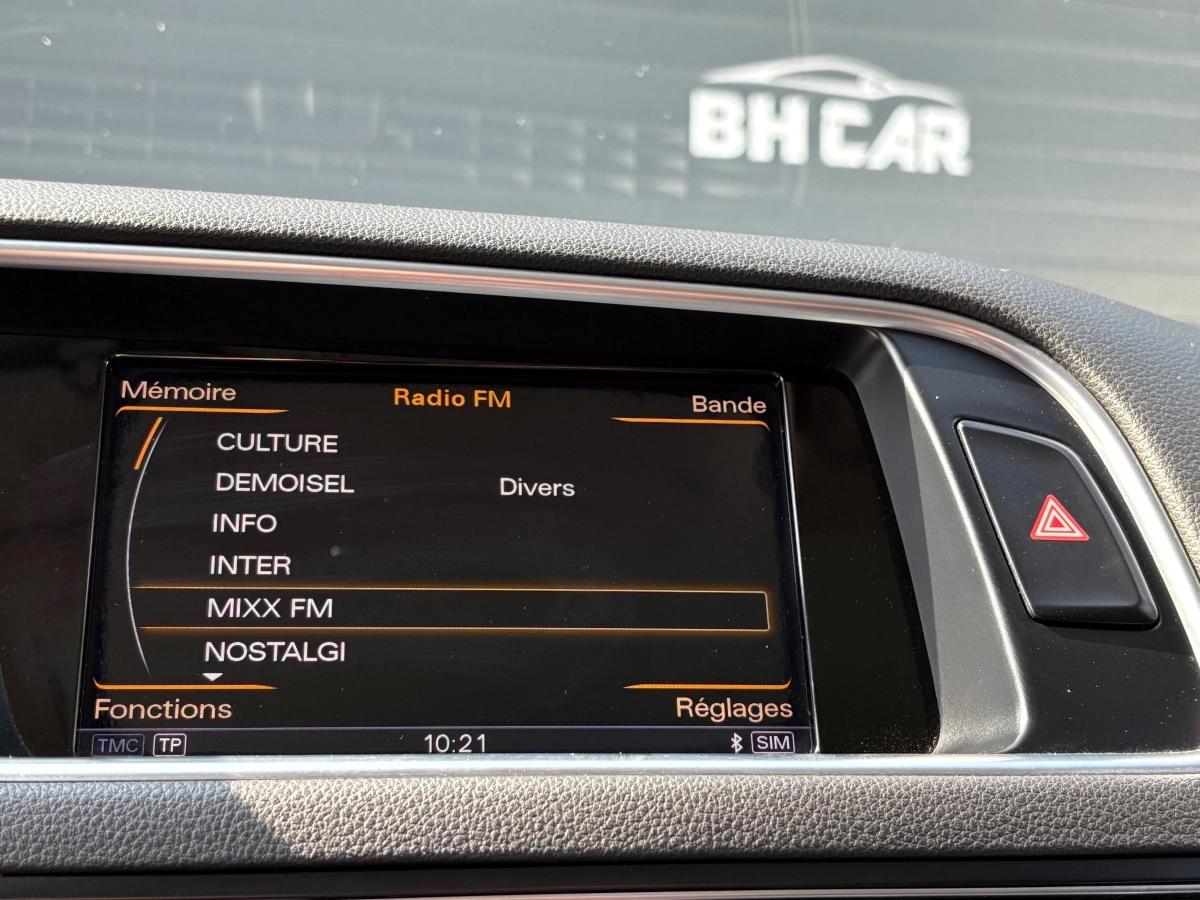 BH CAR
Mémoire Radio FM Bande
CULTURE
DEMOISEL Divers
INFO
INTER
MIXX FM
NOSTALGI
Fonctions Réglages
TMC TP 10:21 SIM